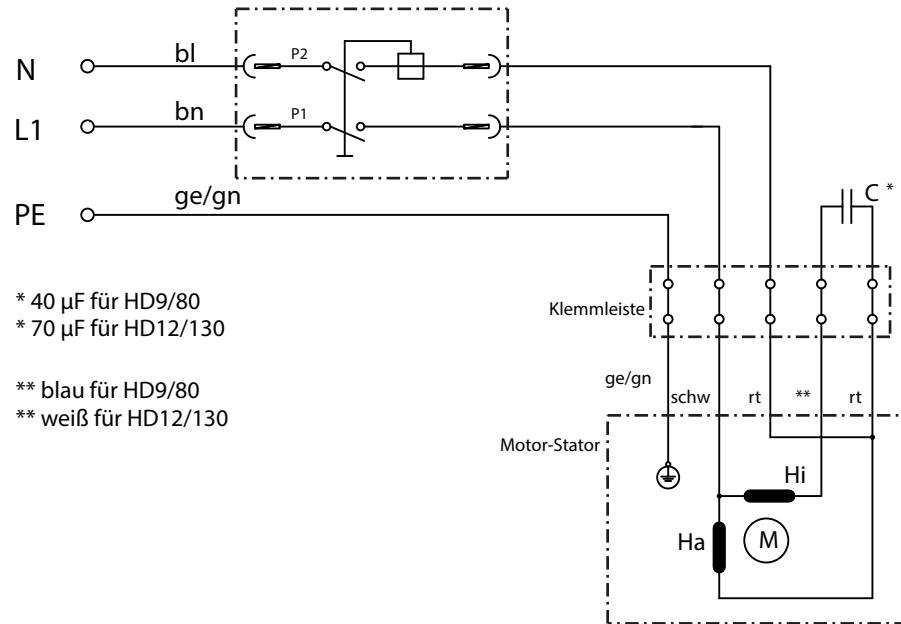 N
bl
P2
L1
bn
P1
PE
ge/gn
C *
* 40 µF für HD9/80
* 70 µF für HD12/130
Klemmleiste
** blau für HD9/80
** weiß für HD12/130
ge/gn
schw
rt
**
rt
Motor-Stator
Hi
Ha
M